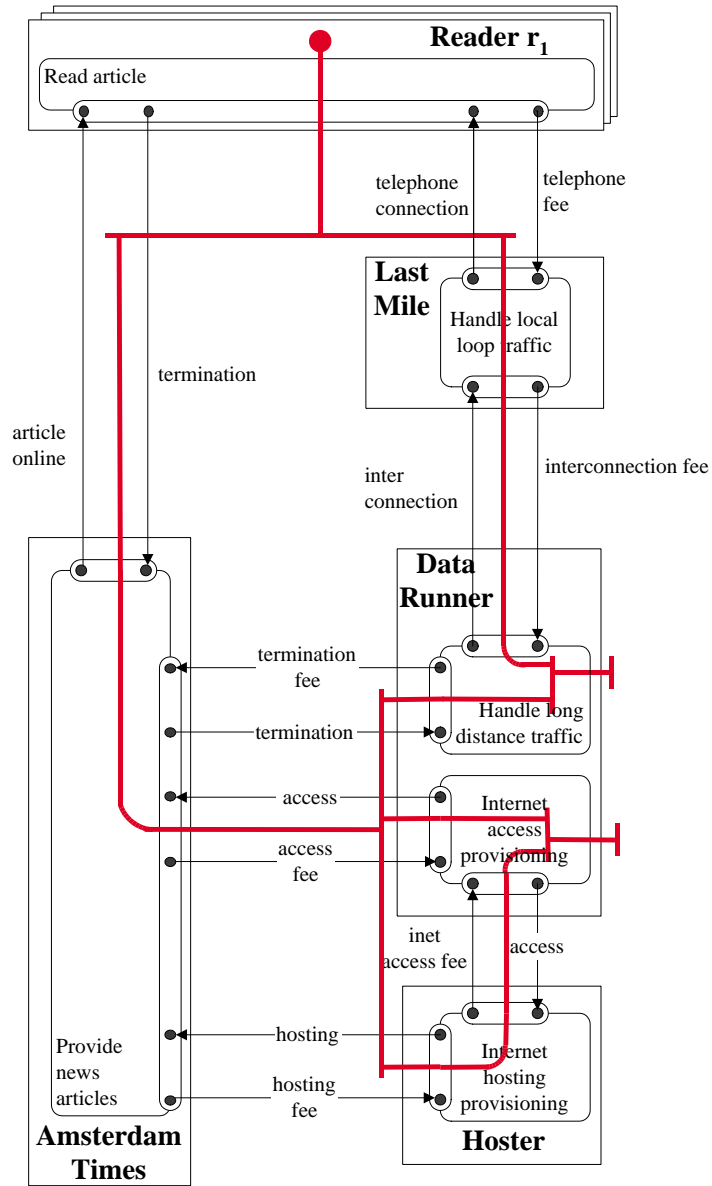 Reader r1
Read article
telephone
connection
telephone
fee
Last
Mile
Handle local
loop traffic
termination
article
online
inter
connection
interconnection fee
Data
Runner
termination
fee
termination
Handle long
distance traffic
access
access
fee
Internet
access
provisioning
inet
access fee
access
hosting
hosting
fee
Provide
news
articles
Internet
hosting
provisioning
Amsterdam
Times
Hoster